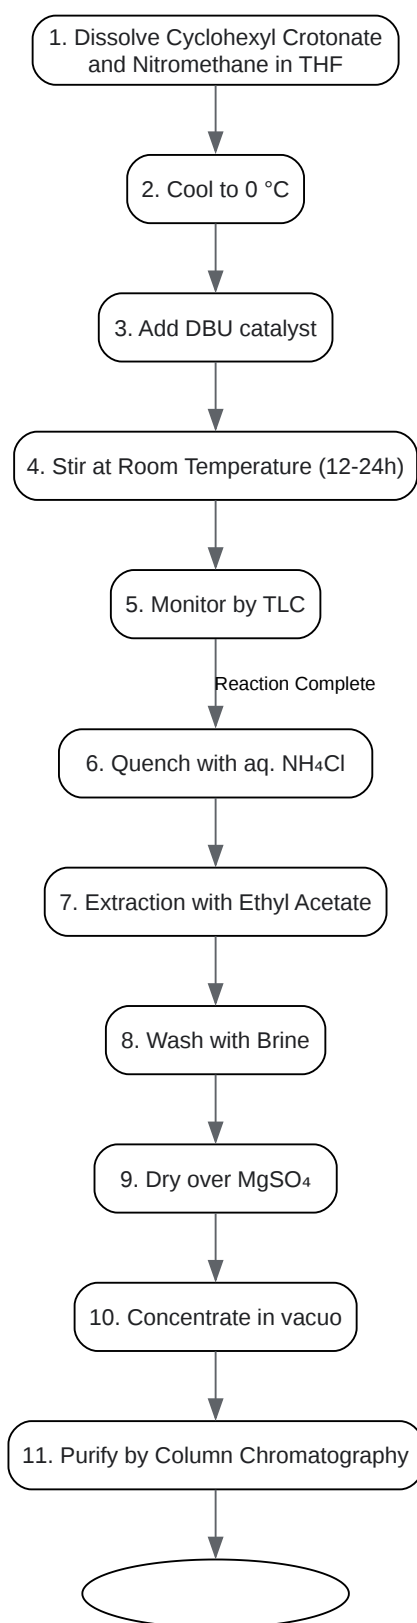 1. Dissolve Cyclohexyl Crotonate
and Nitromethane in THF
2. Cool to 0 °C
3. Add DBU catalyst
4. Stir at Room Temperature (12-24h)
5. Monitor by TLC
Reaction Complete
6. Quench with aq. NH₄Cl
7. Extraction with Ethyl Acetate
8. Wash with Brine
9. Dry over MgSO₄
10. Concentrate in vacuo
11. Purify by Column Chromatography